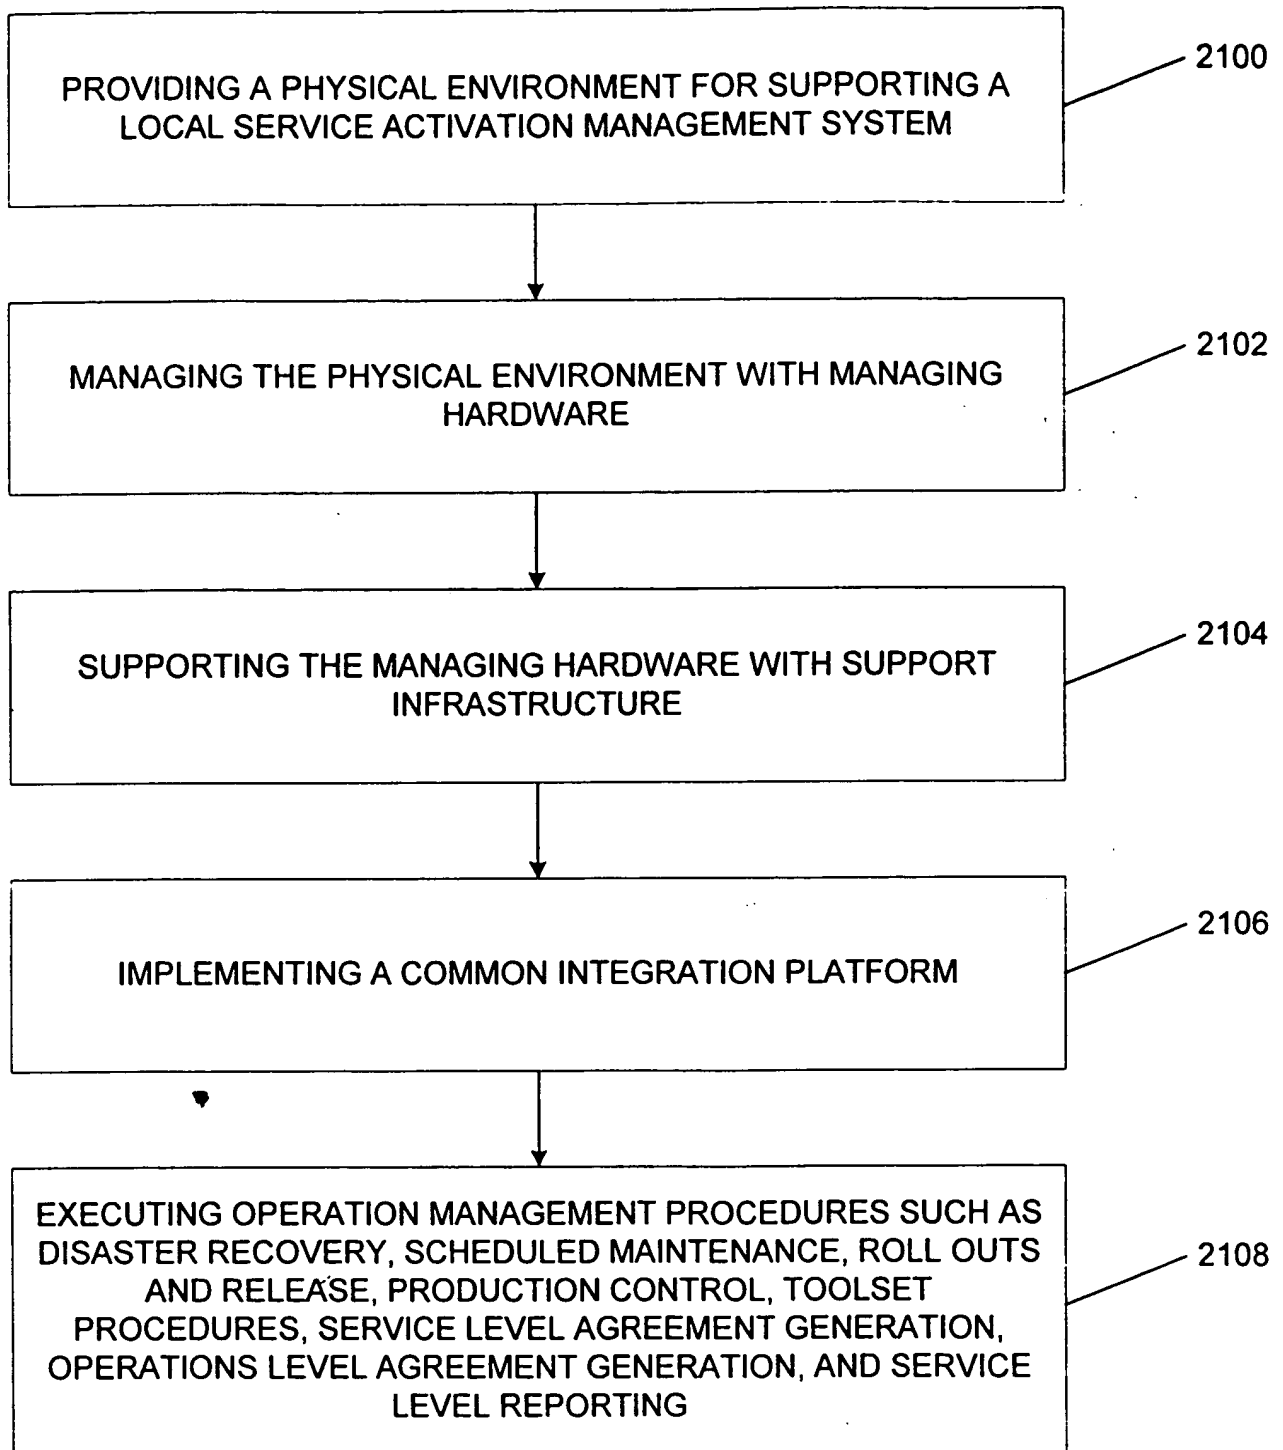 2100
PROVIDING A PHYSICAL ENVIRONMENT FOR SUPPORTING A
LOCAL SERVICE ACTIVATION MANAGEMENT SYSTEM
2102
MANAGING THE PHYSICAL ENVIRONMENT WITH MANAGING
HARDWARE
2104
SUPPORTING THE MANAGING HARDWARE WITH SUPPORT
INFRASTRUCTURE
2106
IMPLEMENTING A COMMON INTEGRATION PLATFORM
2108
EXECUTING OPERATION MANAGEMENT PROCEDURES SUCH AS
DISASTER RECOVERY, SCHEDULED MAINTENANCE, ROLL OUTS
AND RELEASE, PRODUCTION CONTROL, TOOLSET
PROCEDURES, SERVICE LEVEL AGREEMENT GENERATION,
OPERATIONS LEVEL AGREEMENT GENERATION, AND SERVICE
LEVEL REPORTING